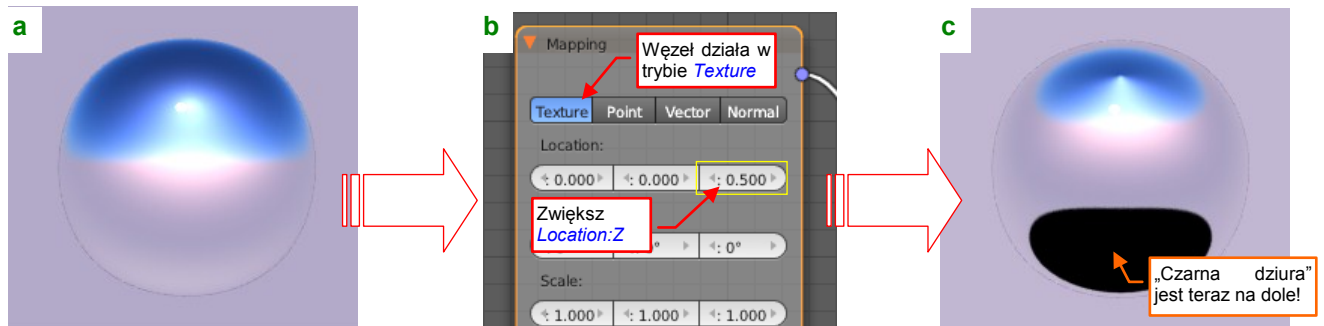 a
b
Mapping
Węzeł działa w
trybie Texture
Texture Point Vector Normal
Location:
: 0.000 : 0.000 : 0.500
Zwiększ
Location:Z
° : 0°
Scale:
: 1.000 : 1.000 : 1.000
c
„Czarna dziura”
jest teraz na dole!